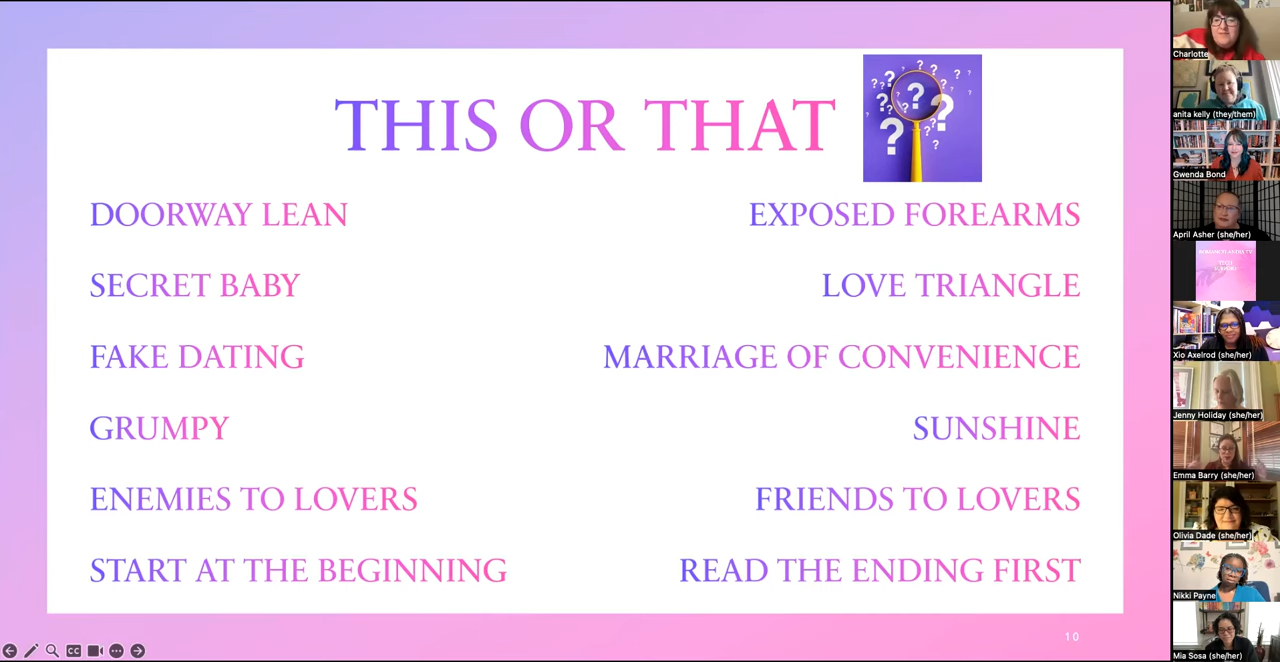 THIS OR THAT
DOORWAY LEAN
EXPOSED FOREARMS
SECRET BABY
LOVE TRIANGLE
FAKE DATING
MARRIAGE OF CONVENIENCE
GRUMPY
SUNSHINE
ENEMIES TO LOVERS
FRIENDS TO LOVERS
START AT THE BEGINNING
READ THE ENDING FIRST
10
CC
Charlotte
anita kelly (they/them)
Gwenda Bond
April Asher (she/her)
Xio Axelrod (she/her)
Jenny Holiday (she/her)
Emma Barry (she/her)
Olivia Dade (she/her)
Nikki Payne
Mia Sosa (she/her)